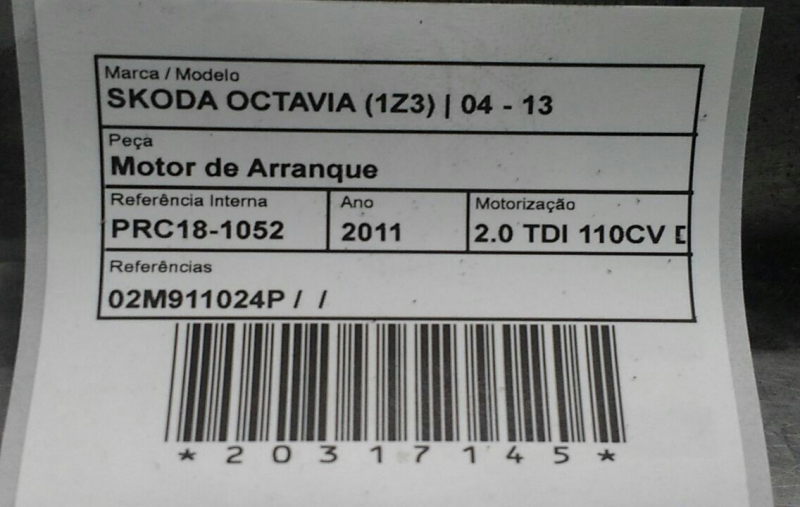 Marca / Modelo
SKODA OCTAVIA (1Z3) | 04 - 13
Peça
Motor de Arranque
Referência Interna Ano Motorização
PRC18-1052 2011 2.0 TDI 110CV
Referências
02M911024P / /
*20317145*